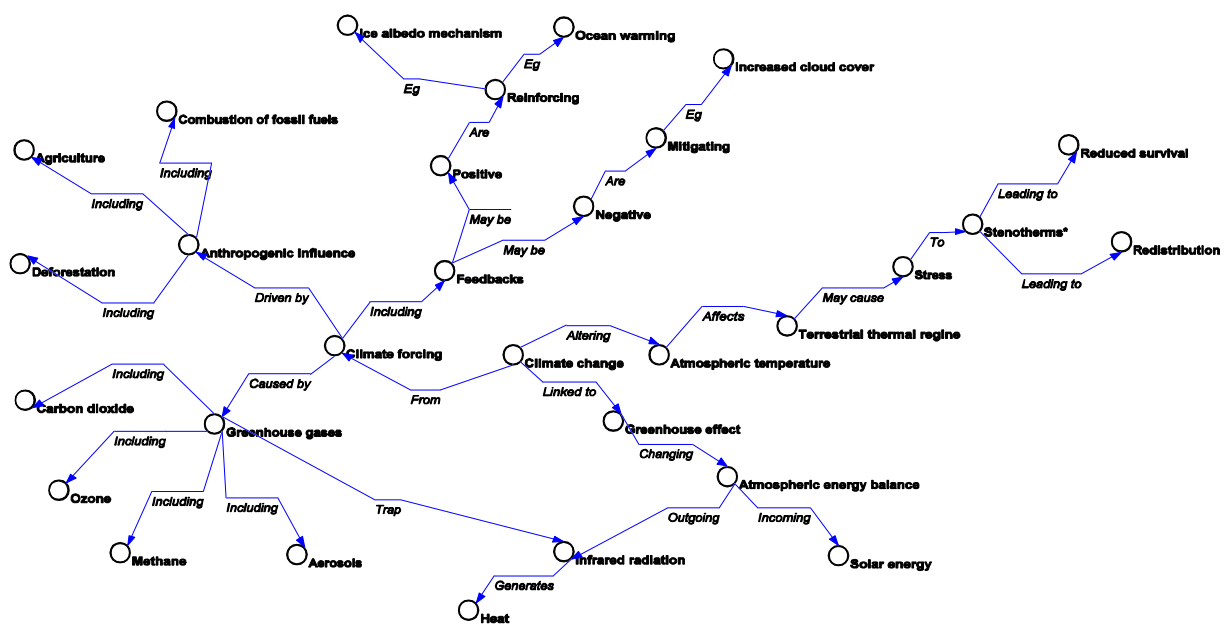 Ice albedo mechanism
Ocean warming
Eg
Eg
Increased cloud cover
Reinforcing
Combustion of fossil fuels
Eg
Are
Mitigating
Agriculture
Reduced survival
Including
Positive
Are
Leading to
Including
May be
Negative
Stenotherms*
To
Anthropogenic influence
May be
Redistribution
Deforestation
Feedbacks
Stress
Leading to
Driven by
Including
May cause
Including
Altering
Affects
Terrestrial thermal regine
Climate forcing
Climate change
Atmospheric temperature
Including
Caused by
Linked to
From
Carbon dioxide
Greenhouse gases
Greenhouse effect
Including
Changing
Ozone
Including
Including
Trap
Atmospheric energy balance
Outgoing
Incoming
Methane
Aerosols
Infrared radiation
Solar energy
Generates
Heat